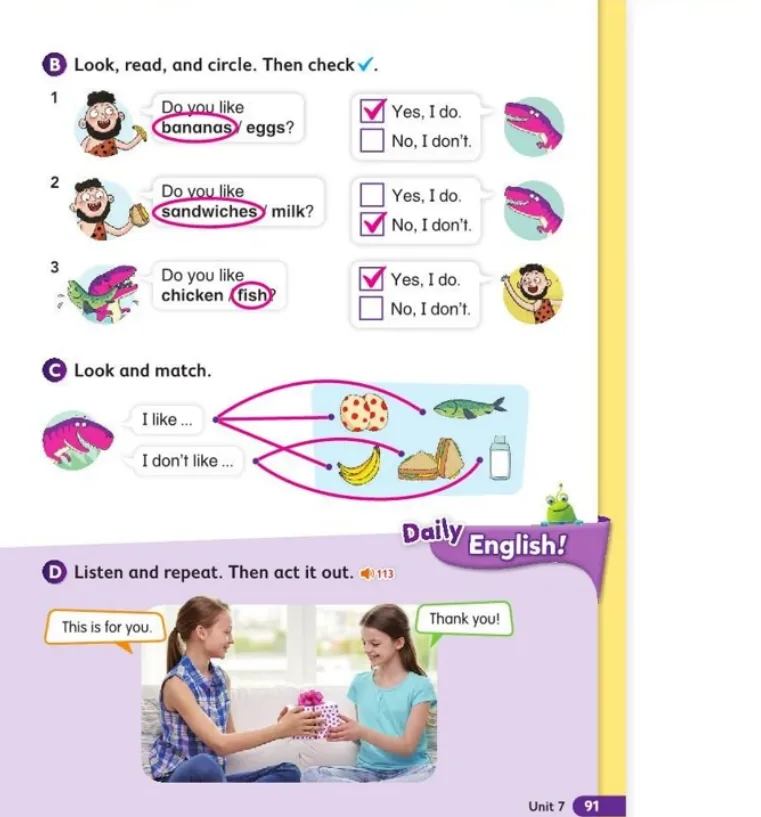 B Look, read, and circle. Then check ✓.
1
Do you like
bananas / eggs?
Yes, I do.
No, I don't.
2
Do you like
sandwiches / milk?
Yes, I do.
No, I don't.
3
Do you like
chicken / fish?
Yes, I do.
No, I don't.
C Look and match.
I like ...
I don't like ...
Daily
English!
D Listen and repeat. Then act it out. 113
This is for you.
Thank you!
Unit 7 91